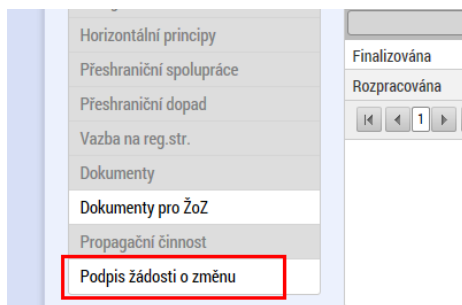 Horizontální principy
Přeshraniční spolupráce
Přeshraniční dopad
Vazba na reg.str.
Dokumenty
Dokumenty pro ŽoZ
Propagační činnost
Podpis žádosti o změnu
Finalizována
Rozpracována
1